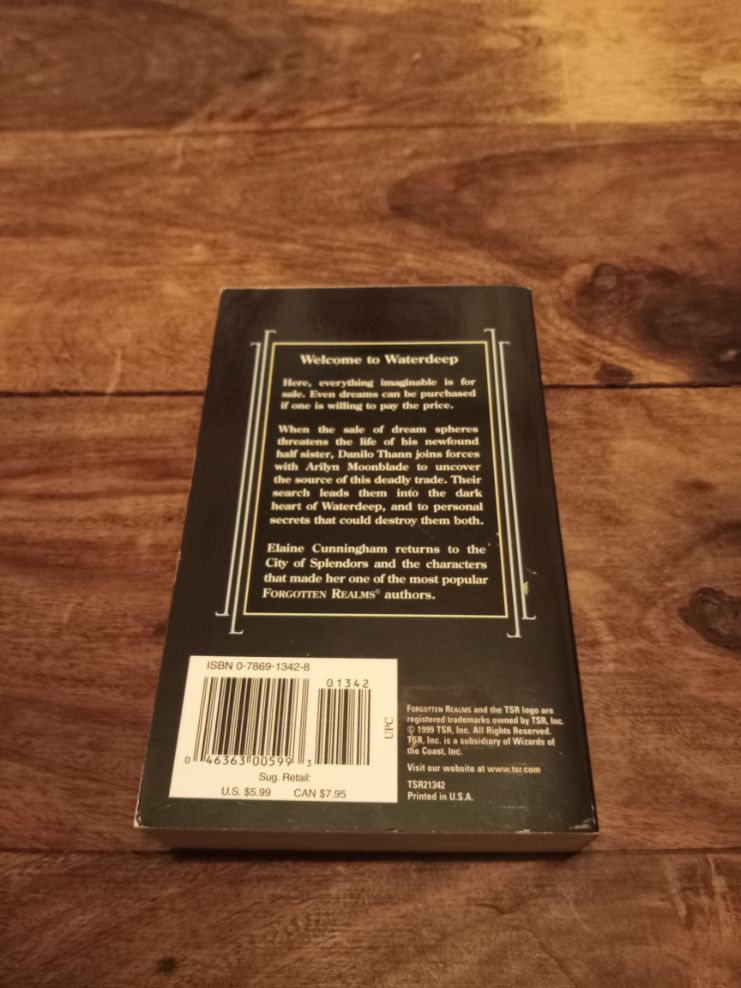 Welcome to Waterdeep
Here, everything imaginable is for
sale. Even dreams can be purchased
if one is willing to pay the price.
When the sale of dream spheres
threatens the life of his newfound
half sister, Danilo Thann joins forces
with Arilyn Moonblade to uncover
the source of this deadly trade. Their
search leads them into the dark
heart of Waterdeep, and to personal
secrets that could destroy them both.
Elaine Cunningham returns to the
City of Splendors and the characters
that made her one of the most popular
FORGOTTEN REALMS® authors.
ISBN 0-7869-1342-8
01342
0 46363 00599 3
UPC
Sug. Retail:
U.S. $5.99 CAN $7.95
FORGOTTEN REALMS and the TSR logo are
registered trademarks owned by TSR, Inc.
© 1999 TSR, Inc. All Rights Reserved.
TSR, Inc. is a subsidiary of Wizards of
the Coast, Inc.
Visit our website at www.tsr.com
TSR21342
Printed in U.S.A.